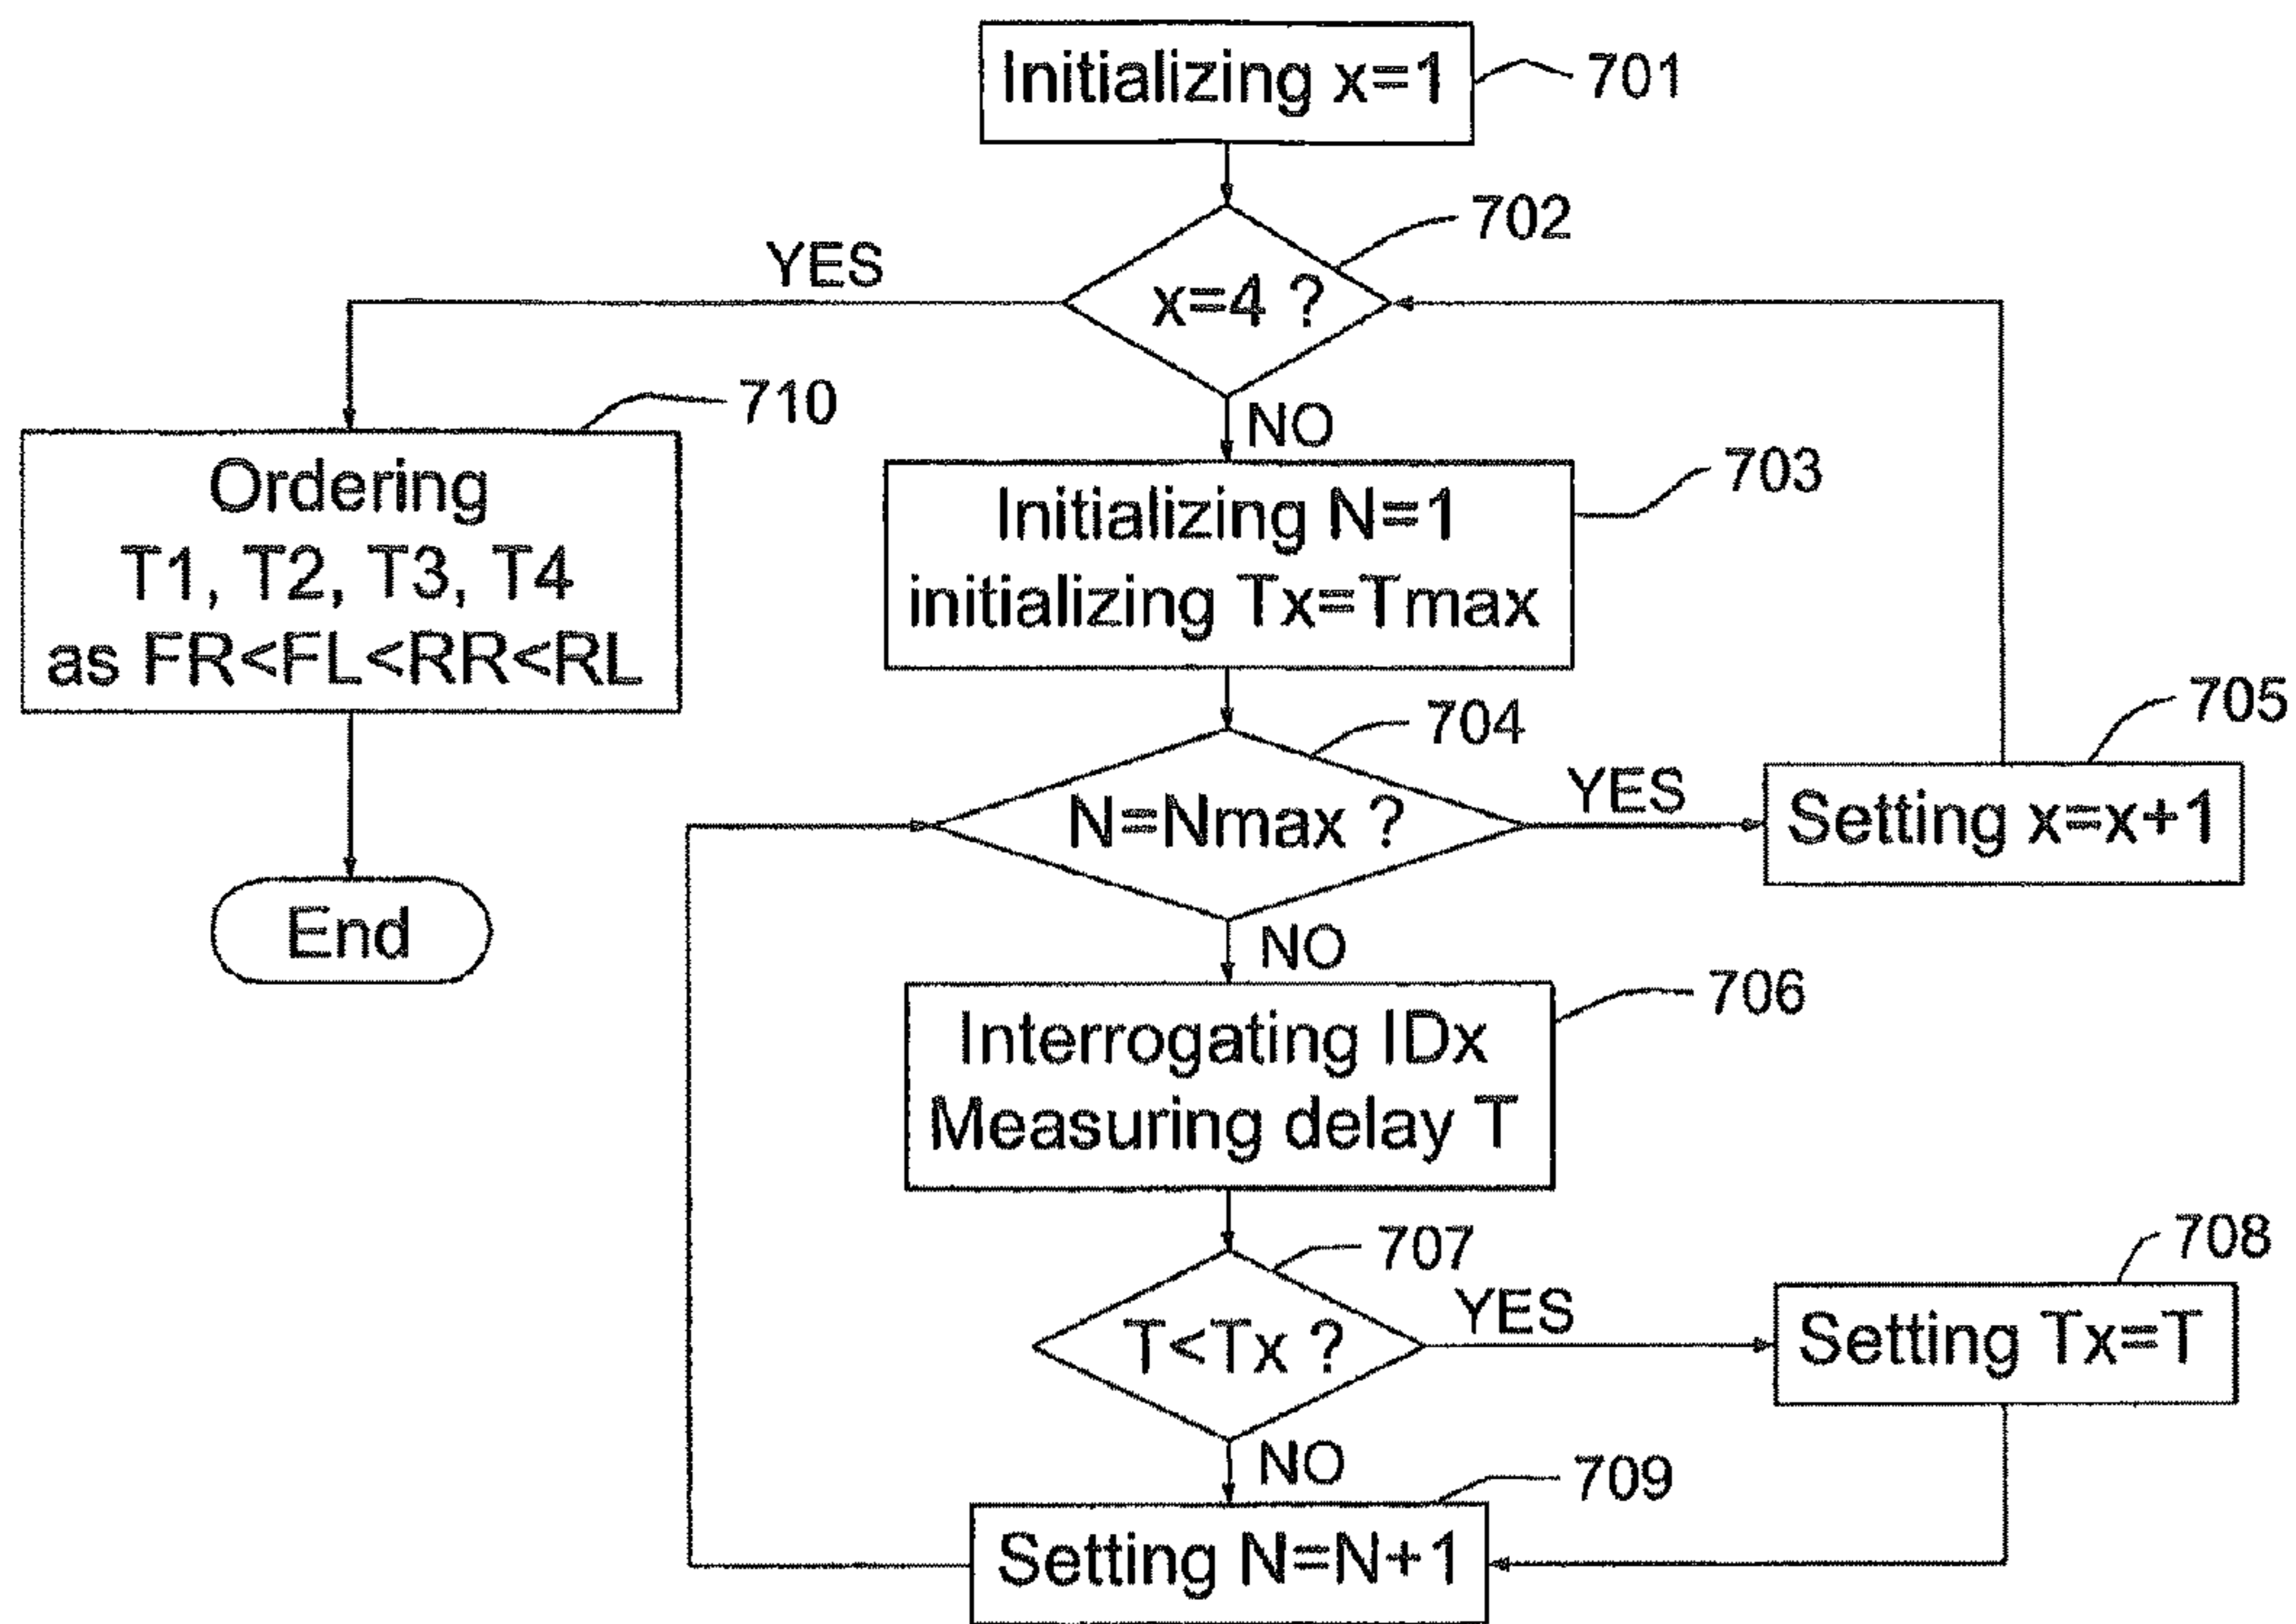 Initializing x=1
701
702
x=4 ?
YES
NO
710
Ordering
T1, T2, T3, T4
as FR<FL<RR<RL
End
703
Initializing N=1
initializing Tx=Tmax
704
N=Nmax ?
YES
705
Setting x=x+1
NO
706
Interrogating IDx
Measuring delay T
707
T<Tx ?
YES
708
Setting Tx=T
NO
709
Setting N=N+1